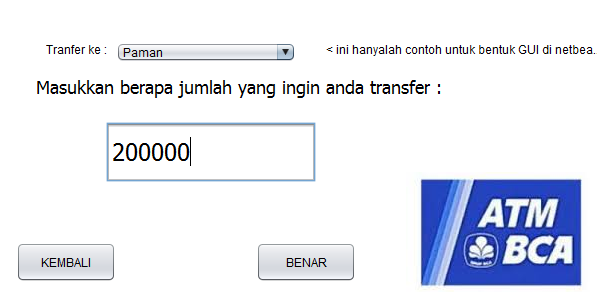 Tranfer ke : Paman < ini hanyalah contoh untuk bentuk GUI di netbea.
Masukkan berapa jumlah yang ingin anda transfer :
200000
ATM
BCA
KEMBALI BENAR